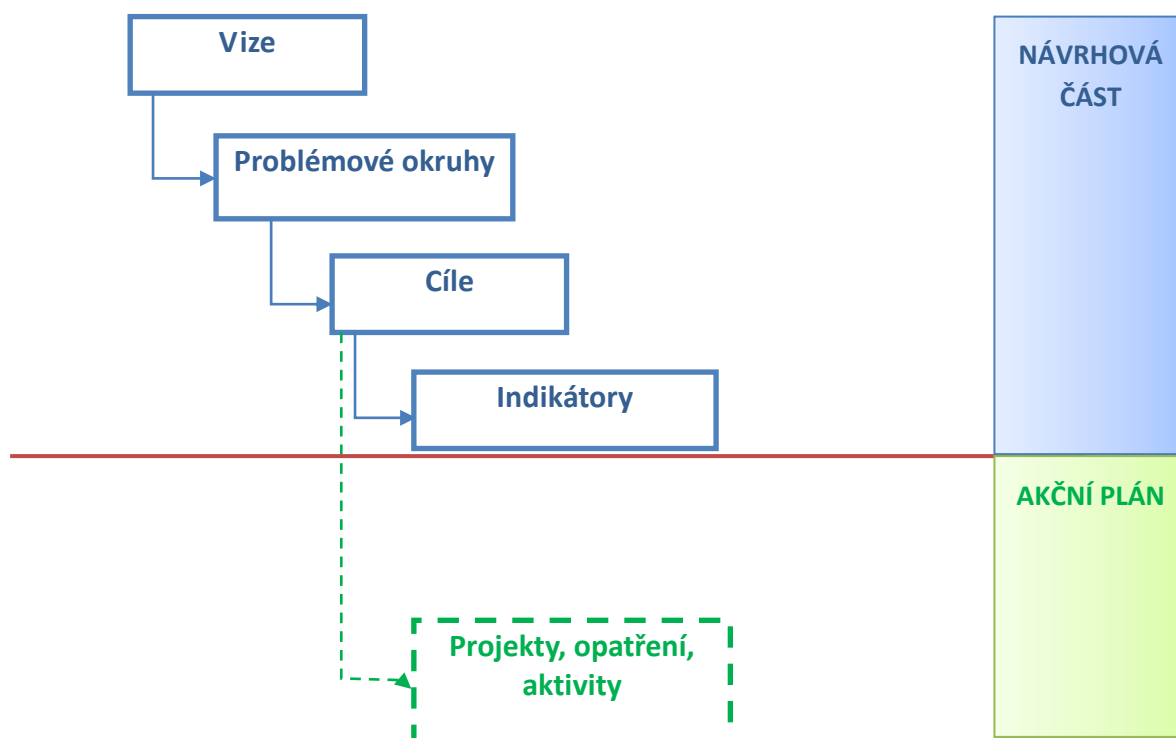 Vize
NÁVRHOVÁ
ČÁST
Problémové okruhy
Cíle
Indikátory
AKČNÍ PLÁN
Projekty, opatření,
aktivity